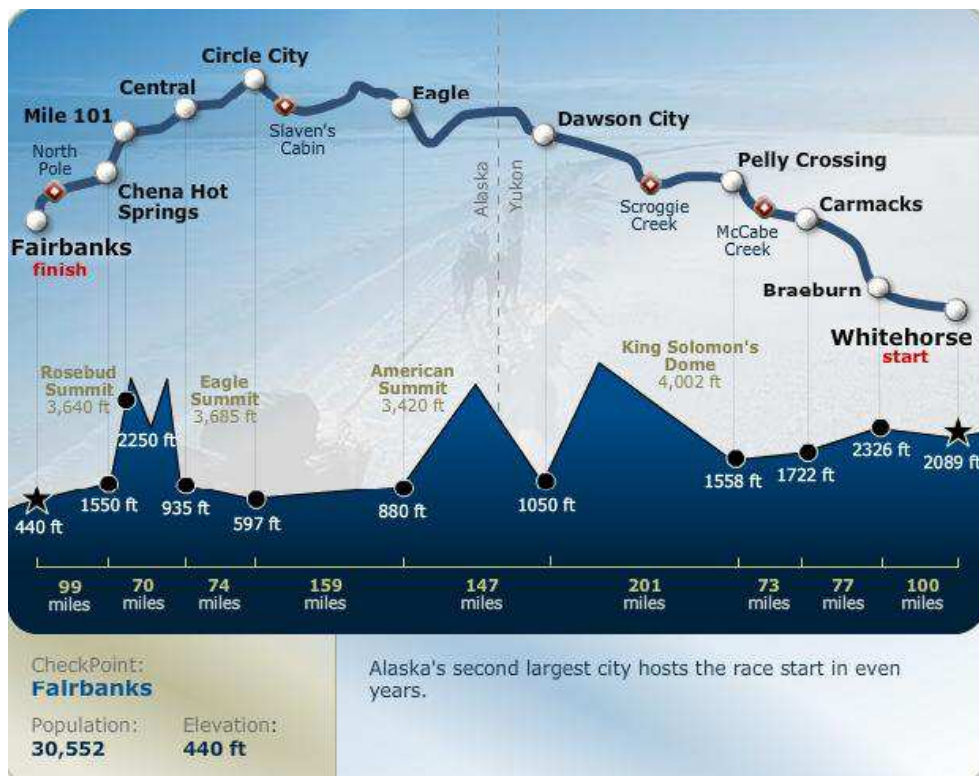 Circle City
Central
Eagle
Mile 101
Slaven's
Cabin
Dawson City
North
Pole
Chena Hot
Springs
Alaska
Yukon
Pelly Crossing
Scroggie
Creek
McCabe
Creek
Carmacks
Fairbanks
finish
Braeburn
Whitehorse
start
Rosebud
Summit
3,640 ft
Eagle
Summit
3,685 ft
American
Summit
3,420 ft
King Solomon's
Dome
4,002 ft
2250 ft
440 ft
1550 ft
935 ft
597 ft
880 ft
1050 ft
1558 ft
1722 ft
2326 ft
2089 ft
99
miles
70
miles
74
miles
159
miles
147
miles
201
miles
73
miles
77
miles
100
miles
CheckPoint:
Fairbanks
Population: Elevation:
30,552 440 ft
Alaska's second largest city hosts the race start in even
years.